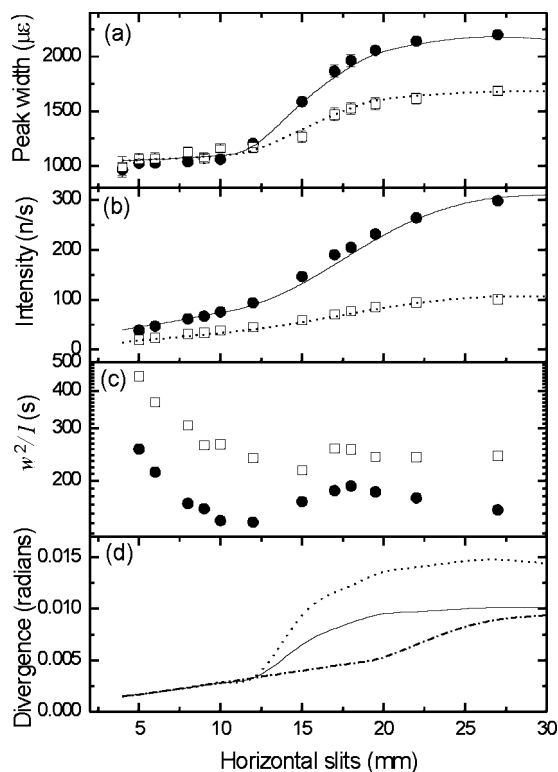 (a)
Peak width (με)
2000
1500
1000
(b)
Intensity (n/s)
300
200
100
0
(c)
w²/I (s)
500
400
300
200
(d)
Divergence (radians)
0.015
0.010
0.005
0.000
5 10 15 20 25 30
Horizontal slits (mm)